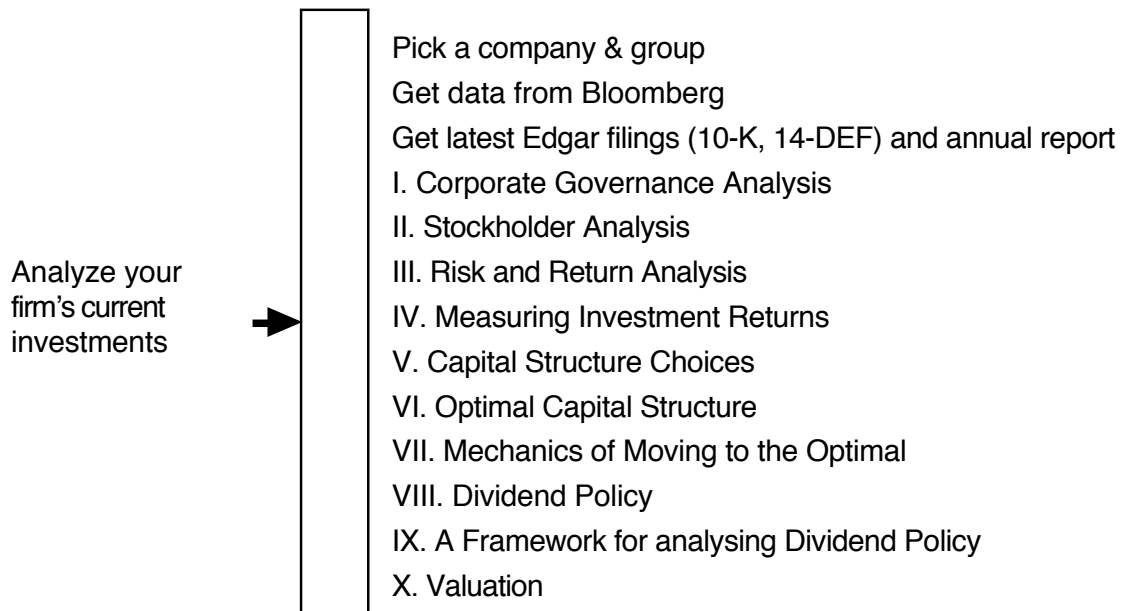 Pick a company & group
Get data from Bloomberg
Get latest Edgar filings (10-K, 14-DEF) and annual report
I. Corporate Governance Analysis
II. Stockholder Analysis
III. Risk and Return Analysis
IV. Measuring Investment Returns
V. Capital Structure Choices
VI. Optimal Capital Structure
VII. Mechanics of Moving to the Optimal
VIII. Dividend Policy
IX. A Framework for analysing Dividend Policy
X. Valuation
Analyze your
firm’s current
investments